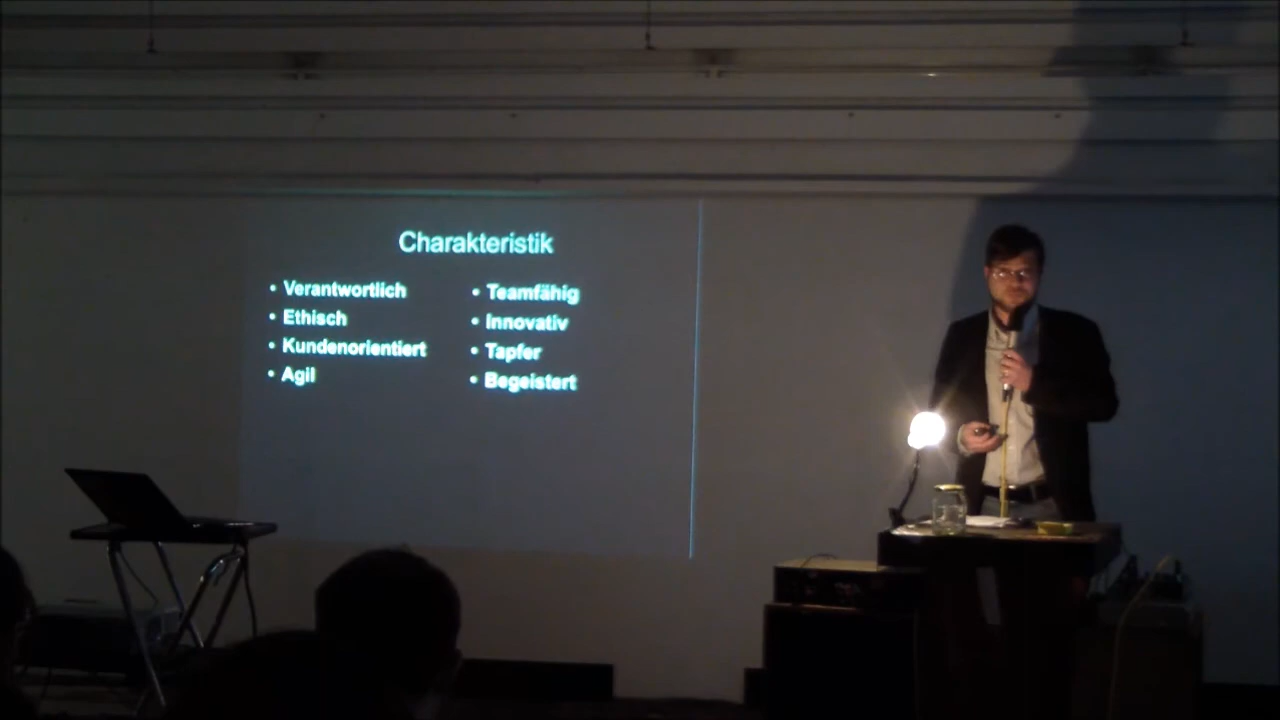 Charakteristik
• Verantwortlich
• Ethisch
• Kundenorientiert
• Agil
• Teamfähig
• Innovativ
• Tapfer
• Begeistert